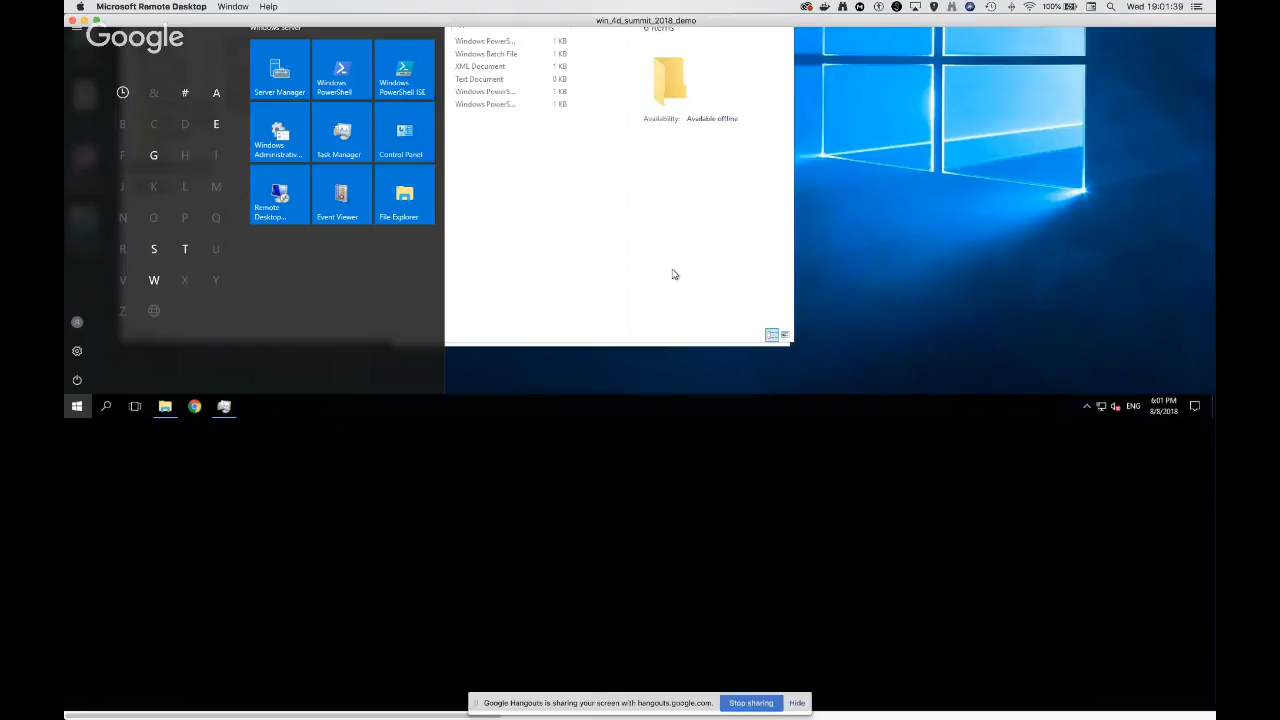 Microsoft Remote Desktop Window Help
100% Wed 19:01:39
win_4d_summit_2018_demo
Google
Windows Server
6 items
& # A
B C D E
F G H I
J K L M
N O P Q
R S T U
V W X Y
Z
Server Manager
Windows PowerShell
Windows PowerShell ISE
Windows Administrativ...
Task Manager
Control Panel
Remote Desktop...
Event Viewer
File Explorer
Windows PowerS... 1 KB
Windows Batch File 1 KB
XML Document 1 KB
Text Document 0 KB
Windows PowerS... 1 KB
Windows PowerS... 1 KB
Availability: Available offline
ENG
6:01 PM
8/8/2018
Google Hangouts is sharing your screen with hangouts.google.com. Stop sharing Hide